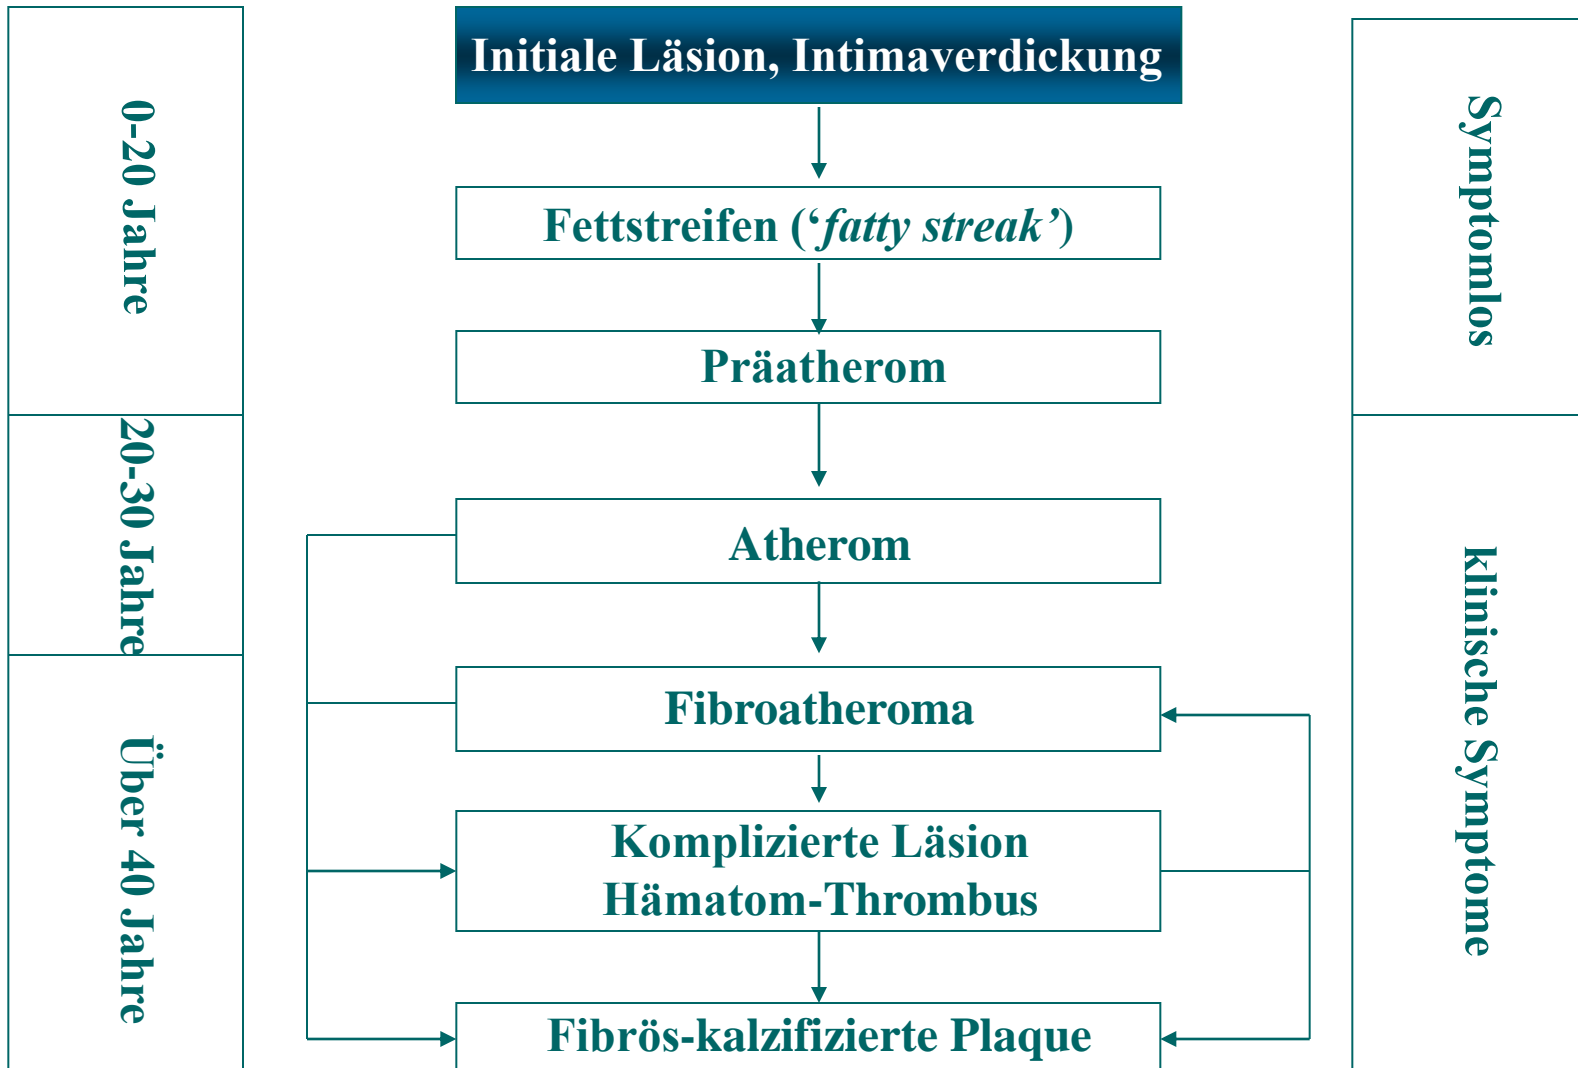 Initiale Läsion, Intimaverdickung
Fettstreifen (‘fatty streak’)
Präatherom
Atherom
Fibroatheroma
Komplizierte Läsion
Hämatom-Thrombus
Fibrös-kalzifizierte Plaque
0-20 Jahre
20-30 Jahre
Über 40 Jahre
Symptomlos
klinische Symptome